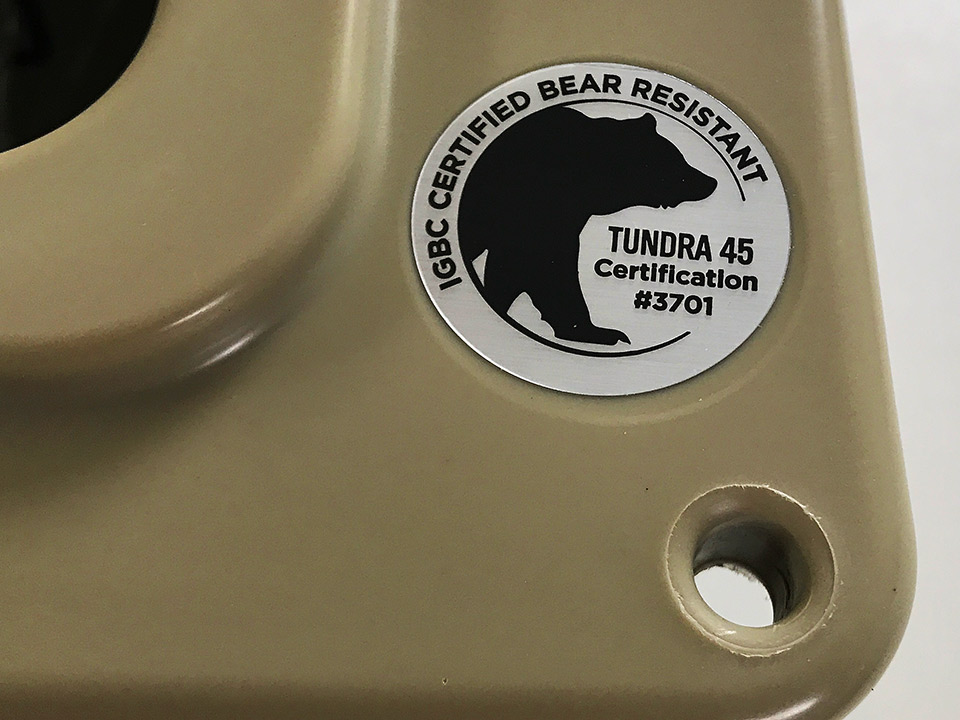 IGBC CERTIFIED BEAR RESISTANT
TUNDRA 45
Certification
#3701